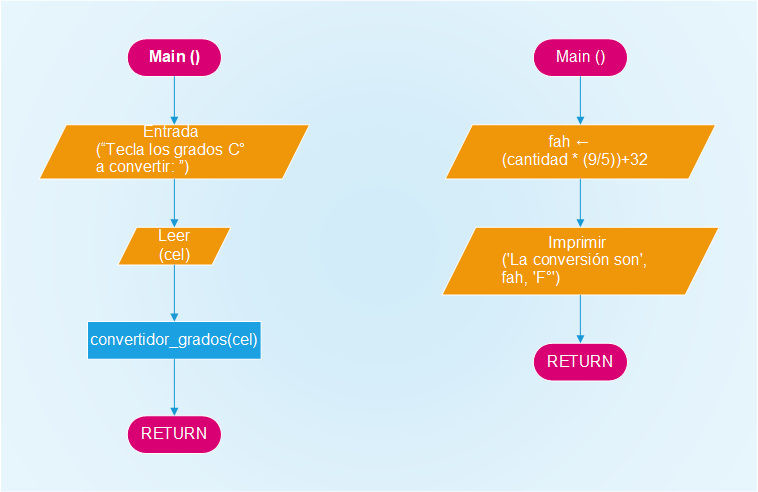 Main ()
Entrada
(“Tecla los grados C°
a convertir: ”)
Leer
(cel)
convertidor_grados(cel)
RETURN
Main ()
fah ←
(cantidad * (9/5))+32
Imprimir
('La conversión son',
fah, 'F°')
RETURN